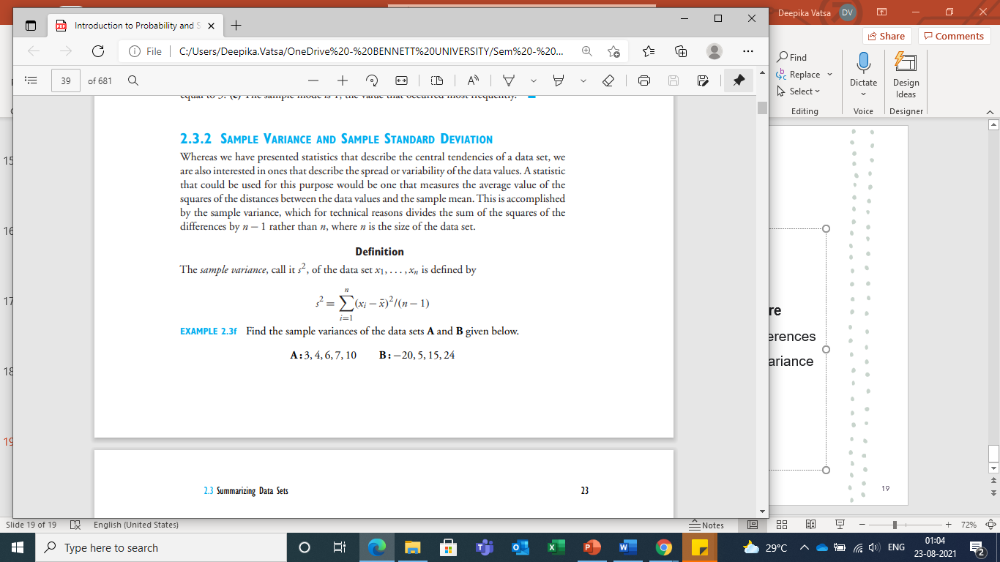 Introduction to Probability and S
Deepika Vatsa DV
File C:/Users/Deepika.Vatsa/OneDrive%20-%20BENNETT%20UNIVERSITY/Sem%20-%20...
Share Comments
39 of 681
Find
Replace
Select
Editing
Dictate
Voice
Design
Ideas
Designer
2.3.2 SAMPLE VARIANCE AND SAMPLE STANDARD DEVIATION
Whereas we have presented statistics that describe the central tendencies of a data set, we
are also interested in ones that describe the spread or variability of the data values. A statistic
that could be used for this purpose would be one that measures the average value of the
squares of the distances between the data values and the sample mean. This is accomplished
by the sample variance, which for technical reasons divides the sum of the squares of the
differences by n − 1 rather than n, where n is the size of the data set.
Definition
The sample variance, call it s², of the data set x₁, . . . , xₙ is defined by
s² = ∑ᵢ₌₁ⁿ (xᵢ − x̄)²/(n − 1)
EXAMPLE 2.3f Find the sample variances of the data sets A and B given below.
A : 3, 4, 6, 7, 10 B : −20, 5, 15, 24
2.3 Summarizing Data Sets 23
15
16
17
18
19
re
erences
ariance
19
Slide 19 of 19 English (United States) Notes 72%
Type here to search
29°C ENG 01:04
23-08-2021
2